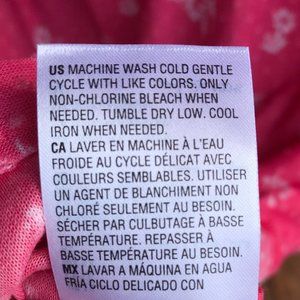 US MACHINE WASH COLD GENTLE
CYCLE WITH LIKE COLORS. ONLY
NON-CHLORINE BLEACH WHEN
NEEDED. TUMBLE DRY LOW. COOL
IRON WHEN NEEDED.
CA LAVER EN MACHINE À L'EAU
FROIDE AU CYCLE DÉLICAT AVEC
COULEURS SEMBLABLES. UTILISER
UN AGENT DE BLANCHIMENT NON
CHLORÉ SEULEMENT AU BESOIN.
SÉCHER PAR CULBUTAGE À BASSE
TEMPÉRATURE. REPASSER À
BASSE TEMPÉRATURE AU BESOIN.
MX LAVAR A MÁQUINA EN AGUA
FRÍA CICLO DELICADO CON